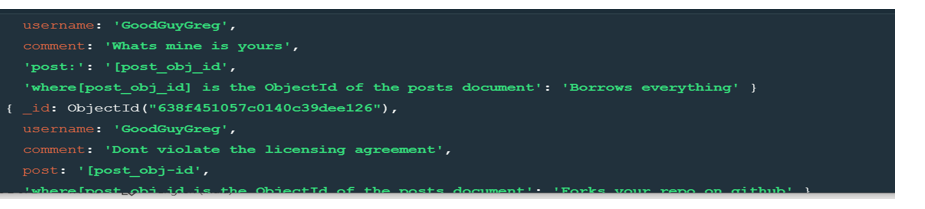 username: 'GoodGuyGreg',
comment: 'Whats mine is yours',
'post:': '[post_obj_id',
'where[post_obj_id] is the ObjectId of the posts document': 'Borrows everything' }
{ _id: ObjectId("638f451057c0140c39dee126"),
username: 'GoodGuyGreg',
comment: 'Dont violate the licensing agreement',
post: '[post_obj-id',
'where[post_obj_id is the ObjectId of the posts document': 'Forks your repo on github' }